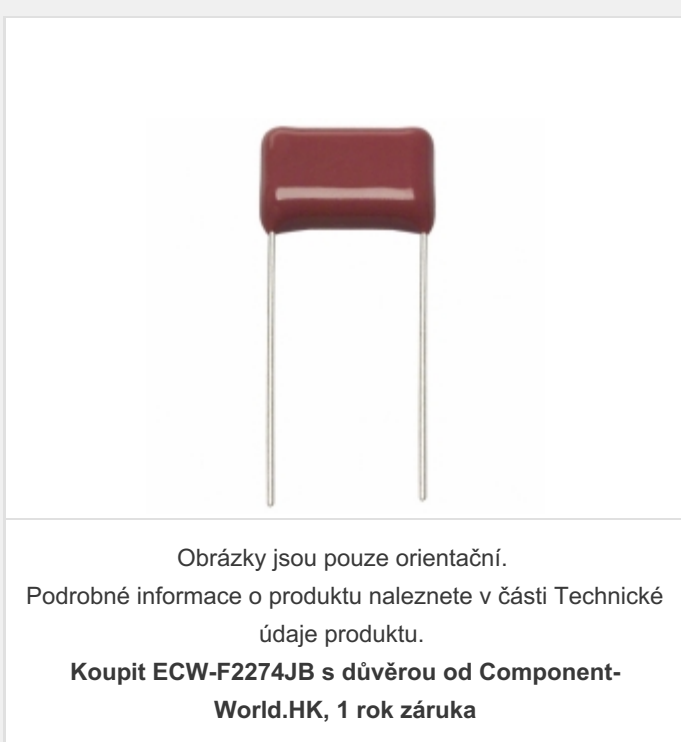 Obrázky jsou pouze orientační.
Podrobné informace o produktu naleznete v části Technické
údaje produktu.
Koupit ECW-F2274JB s důvěrou od Component-
World.HK, 1 rok záruka